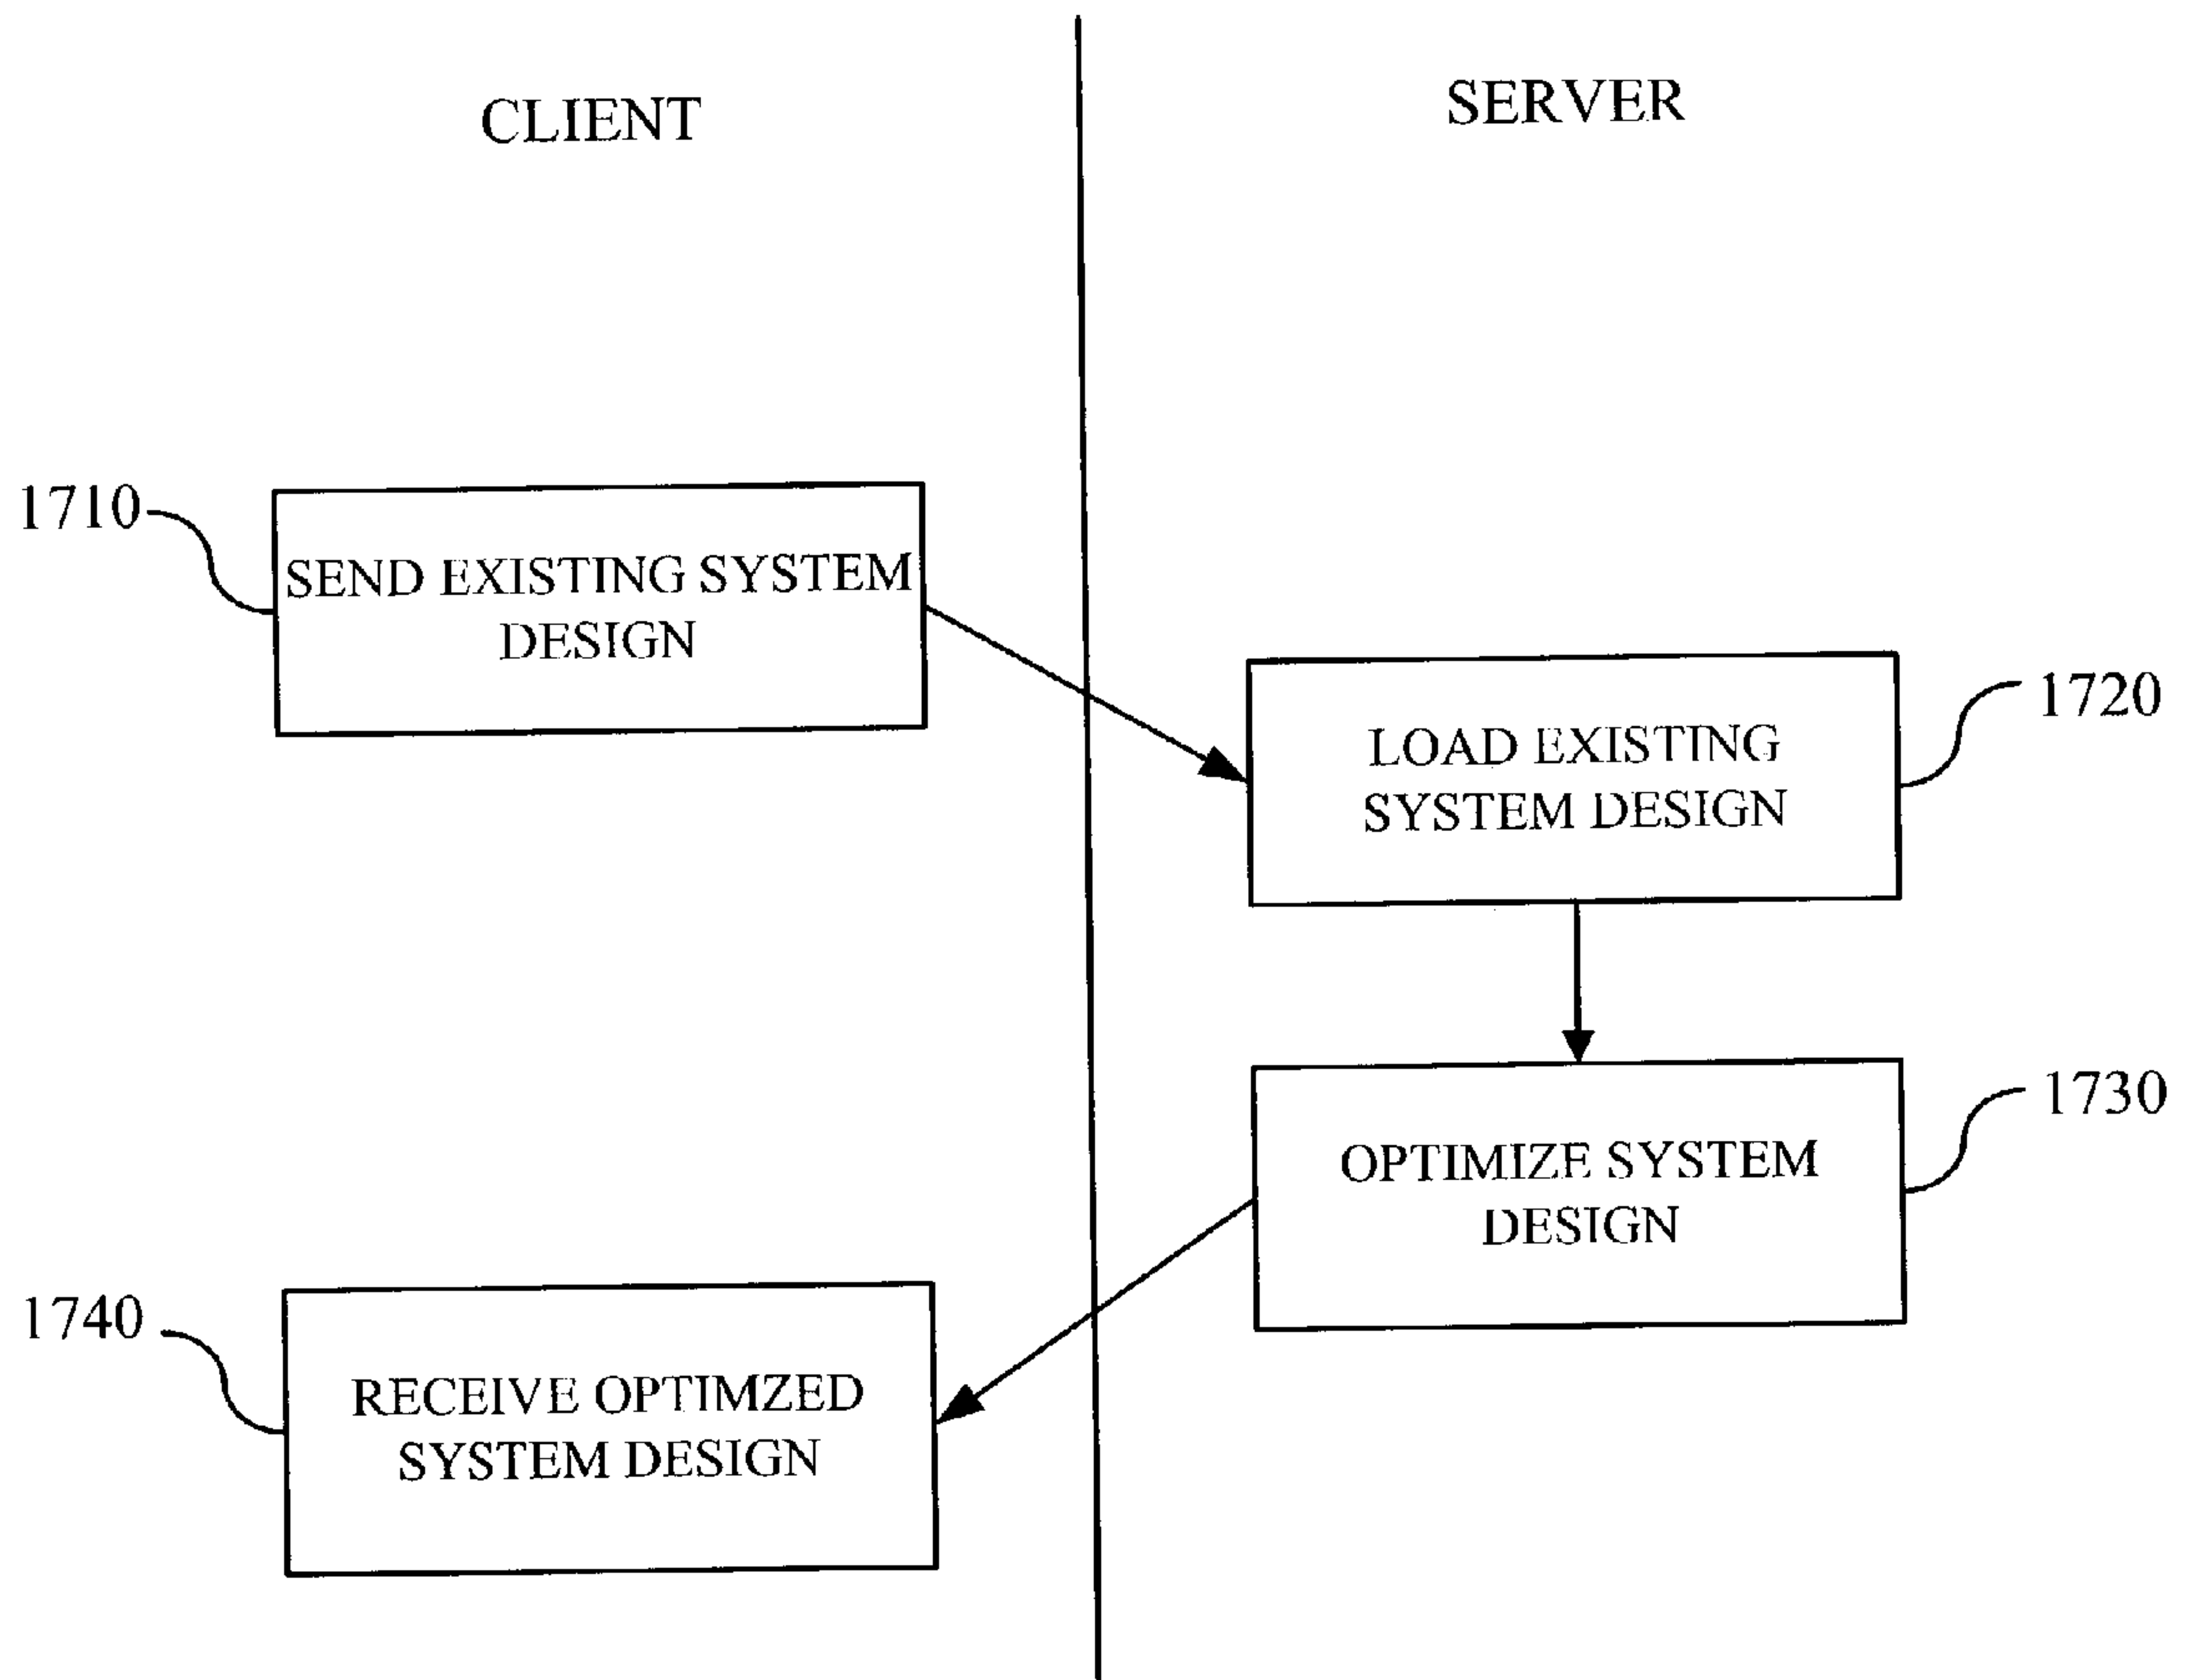 CLIENT
SERVER
1710
SEND EXISTING SYSTEM
DESIGN
1720
LOAD EXISTING
SYSTEM DESIGN
1730
OPTIMIZE SYSTEM
DESIGN
1740
RECEIVE OPTIMZED
SYSTEM DESIGN